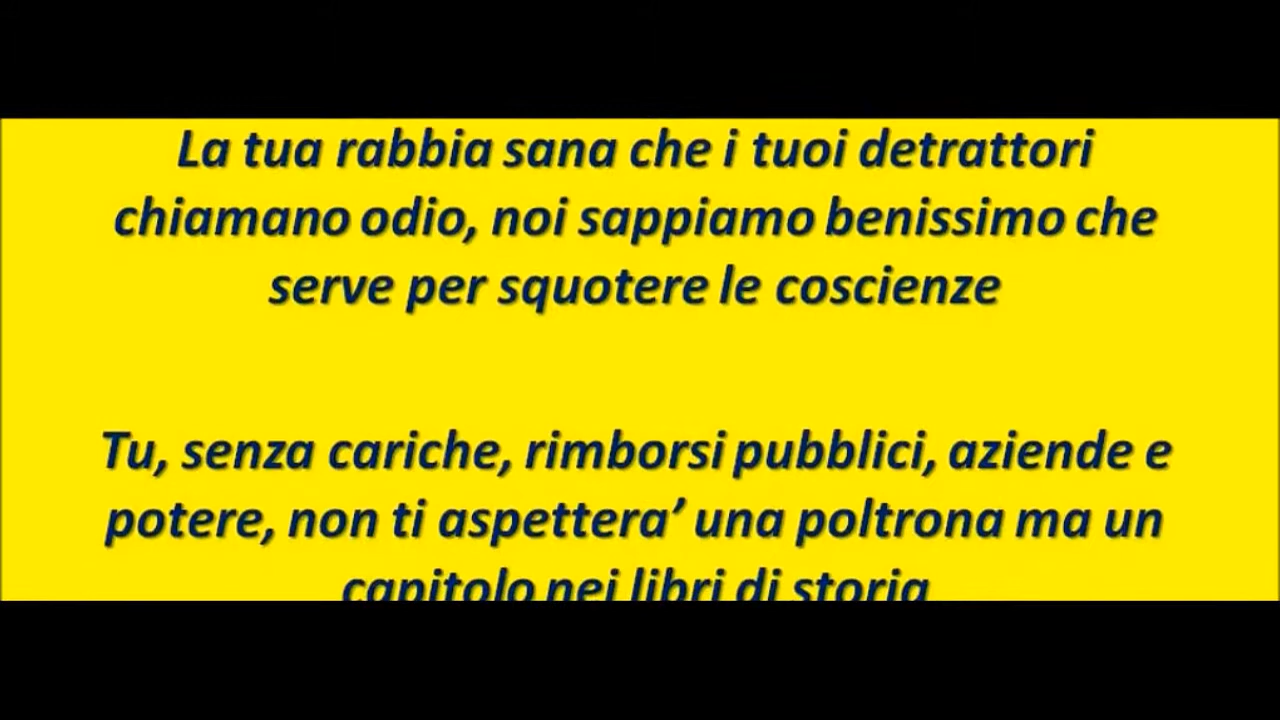 La tua rabbia sana che i tuoi detrattori
chiamano odio, noi sappiamo benissimo che
serve per squotere le coscienze
Tu, senza cariche, rimborsi pubblici, aziende e
potere, non ti aspettera’ una poltrona ma un
capitolo nei libri di storia